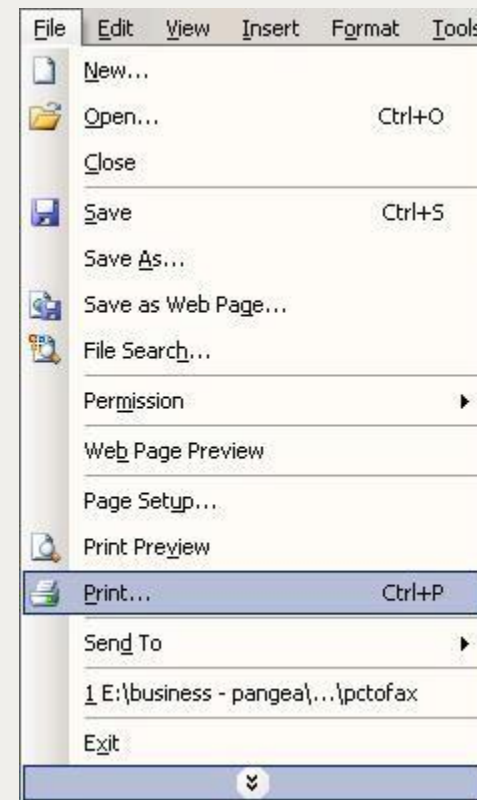 File Edit View Insert Format Tools
New...
Open... Ctrl+O
Close
Save Ctrl+S
Save As...
Save as Web Page...
File Search...
Permission
Web Page Preview
Page Setup...
Print Preview
Print... Ctrl+P
Send To
1 E:\business - pangea\...\pctofax
Exit